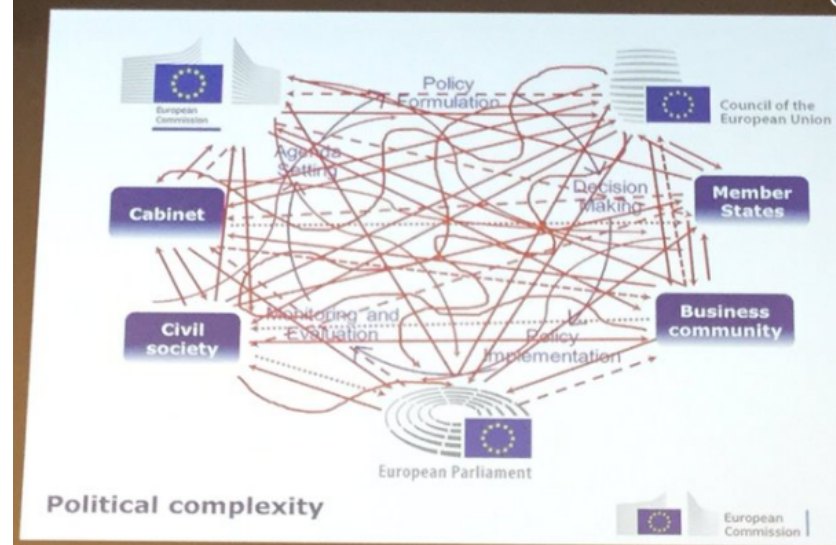 Policy
Formulation
European
Commission
Council of the
European Union
Agenda
Setting
Decision
Making
Cabinet
Member
States
Civil
society
Monitoring and
Evaluation
Policy
Implementation
Business
community
European Parliament
Political complexity
European
Commission